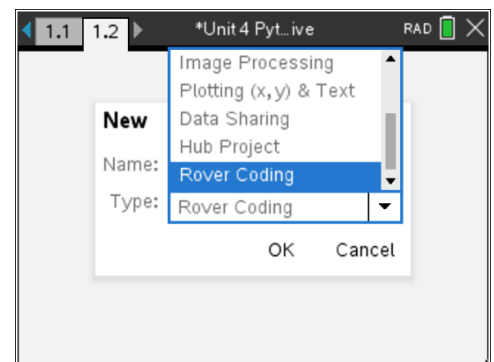 1.1 1.2 *Unit 4 Pyt...ive RAD
Image Processing
Plotting (x,y) & Text
New Data Sharing
Hub Project
Name:
Rover Coding
Type: Rover Coding
OK Cancel